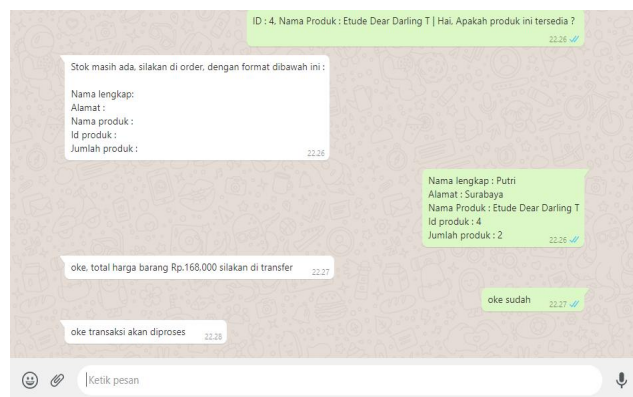 ID : 4, Nama Produk : Etude Dear Darling T | Hai, Apakah produk ini tersedia ?
22.26
Stok masih ada, silakan di order, dengan format dibawah ini :
Nama lengkap:
Alamat :
Nama produk :
Id produk :
Jumlah produk :
22.26
Nama lengkap : Putri
Alamat : Surabaya
Nama Produk : Etude Dear Darling T
Id produk : 4
Jumlah produk : 2
22.26
oke, total harga barang Rp.168.000 silakan di transfer
22.27
oke sudah
22.27
oke transaksi akan diproses
22.28
Ketik pesan